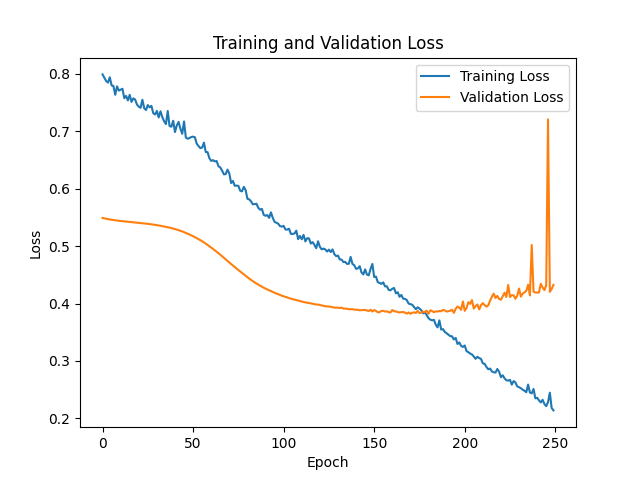 Training and Validation Loss
Training Loss
Validation Loss
0.8
0.7
0.6
0.5
0.4
0.3
0.2
Loss
0 50 100 150 200 250
Epoch